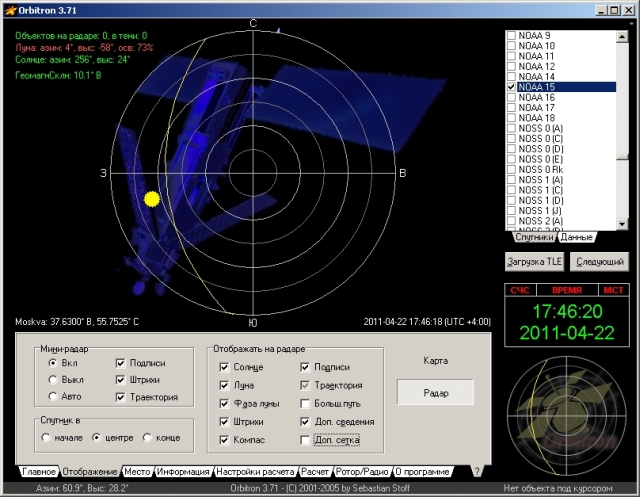 Orbitron 3.71
Объектов на радаре: 0, в тени: 0
Луна: азим: 4°, выс: -58°, осв: 73%
Солнце: азим: 256°, выс: 24°
ГеомагнСклн: 10.1° В
С
З
В
Ю
Moskva: 37.6300° В, 55.7525° С
2011-04-22 17:46:18 (UTC +4:00)
NOAA 9
NOAA 10
NOAA 11
NOAA 12
NOAA 14
NOAA 15
NOAA 16
NOAA 17
NOAA 18
NOSS 0 (A)
NOSS 0 (C)
NOSS 0 (D)
NOSS 0 (E)
NOSS 0 Rk
NOSS 1 (A)
NOSS 1 (C)
NOSS 1 (D)
NOSS 1 (J)
NOSS 2 (A)
Спутники Данные
Загрузка TLE Следующий
СЧС ВРЕМЯ МСТ
17:46:20
2011-04-22
Мини-радар
Вкл Подписи
Выкл Штрихи
Авто Траектория
Спутник в
начале центре конце
Отображать на радаре
Солнце Подписи
Луна Траектория
Фаза луны Больш.путь
Штрихи Доп. сведения
Компас Доп. сетка
Карта
Радар
Главное Отображение Место Информация Настройки расчета Расчет Ротор/Радио О программе ?
Азим: 60.9°, Выс: 28.2° Orbitron 3.71 - (C) 2001-2005 by Sebastian Stoff Нет объекта под курсором